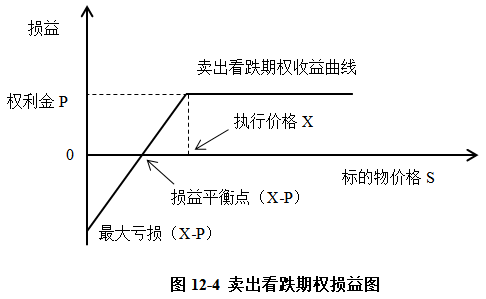 损益
卖出看跌期权收益曲线
权利金 P
执行价格 X
0
标的物价格 S
损益平衡点（X-P）
最大亏损（X-P）
图 12-4 卖出看跌期权损益图